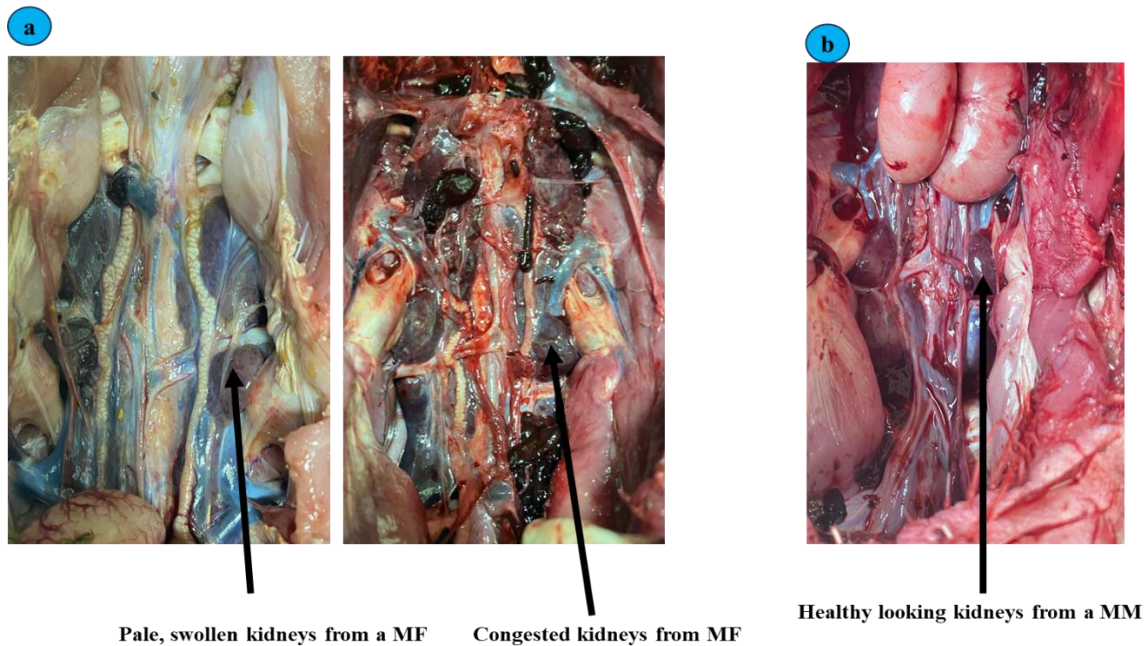 a
b
Pale, swollen kidneys from a MF
Congested kidneys from MF
Healthy looking kidneys from a MM